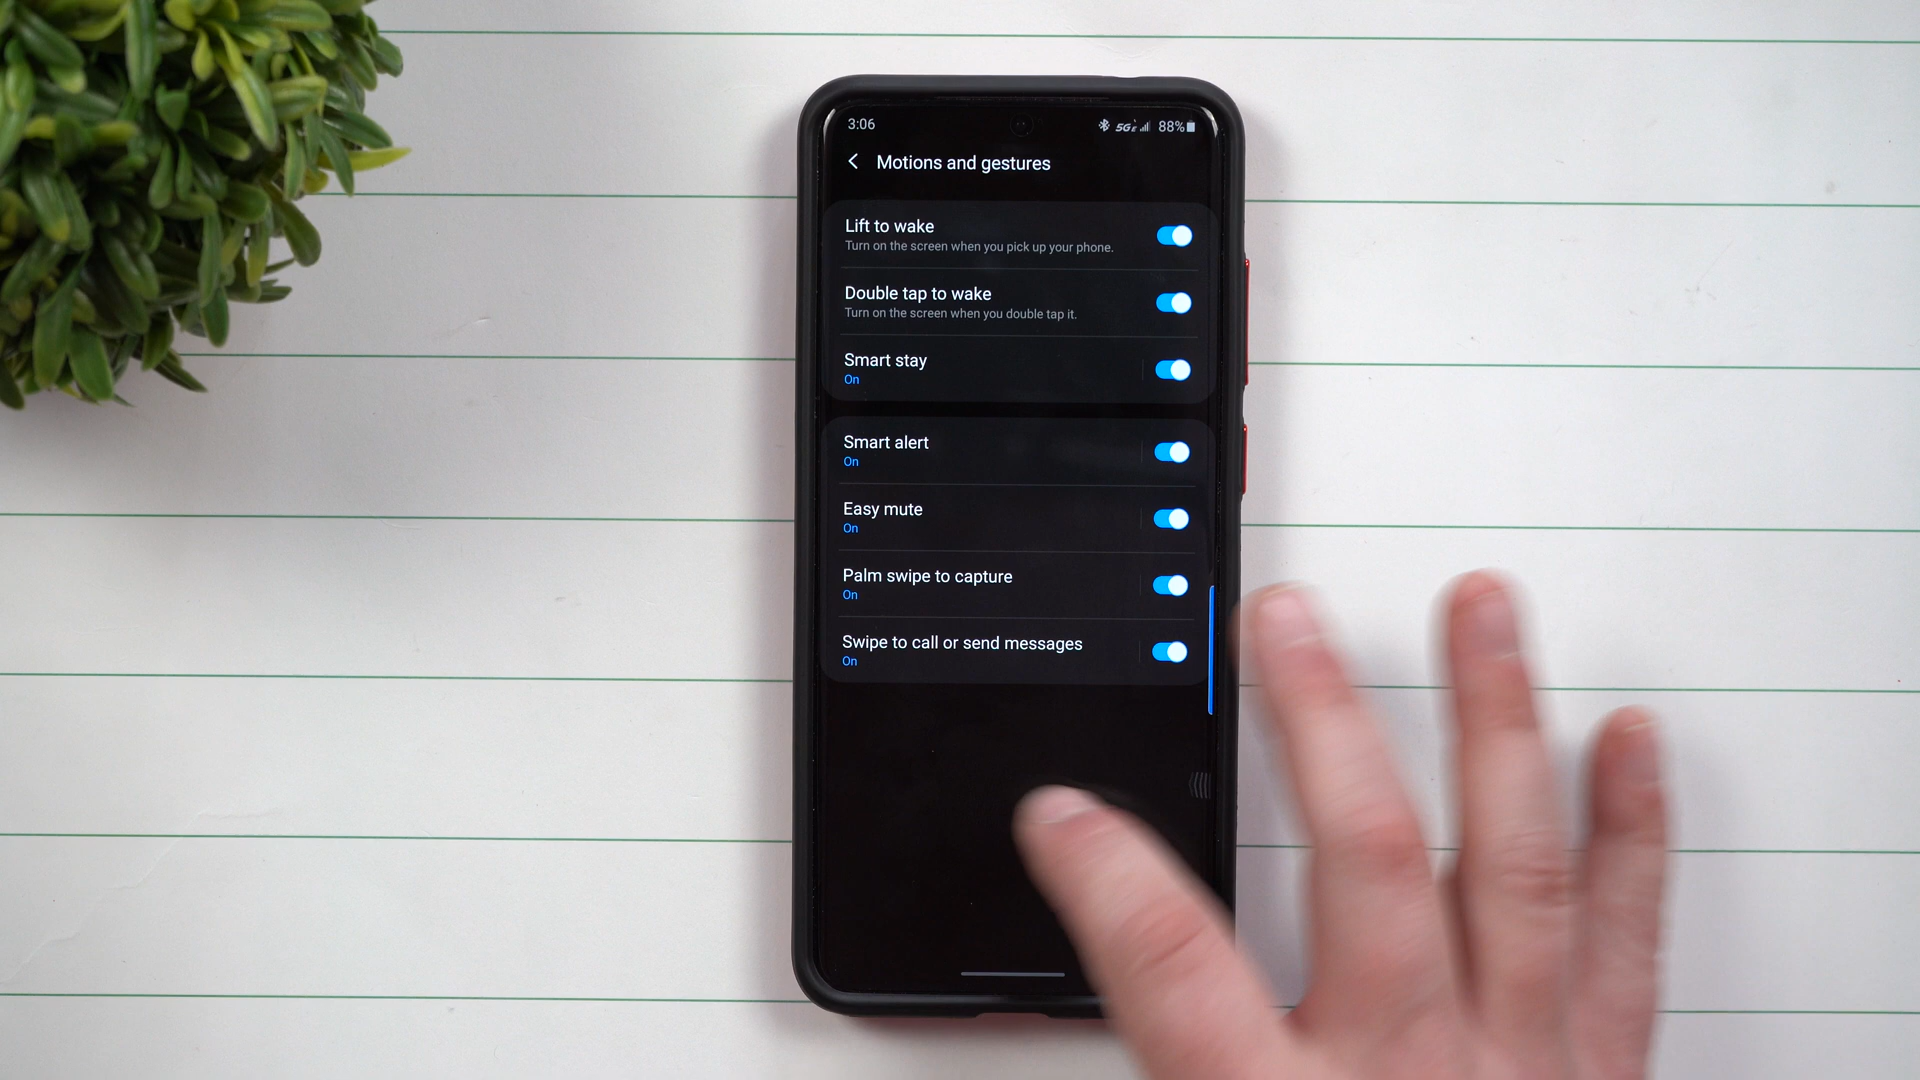 3:06 5GE 88%
Motions and gestures
Lift to wake
Turn on the screen when you pick up your phone.
Double tap to wake
Turn on the screen when you double tap it.
Smart stay
On
Smart alert
On
Easy mute
On
Palm swipe to capture
On
Swipe to call or send messages
On